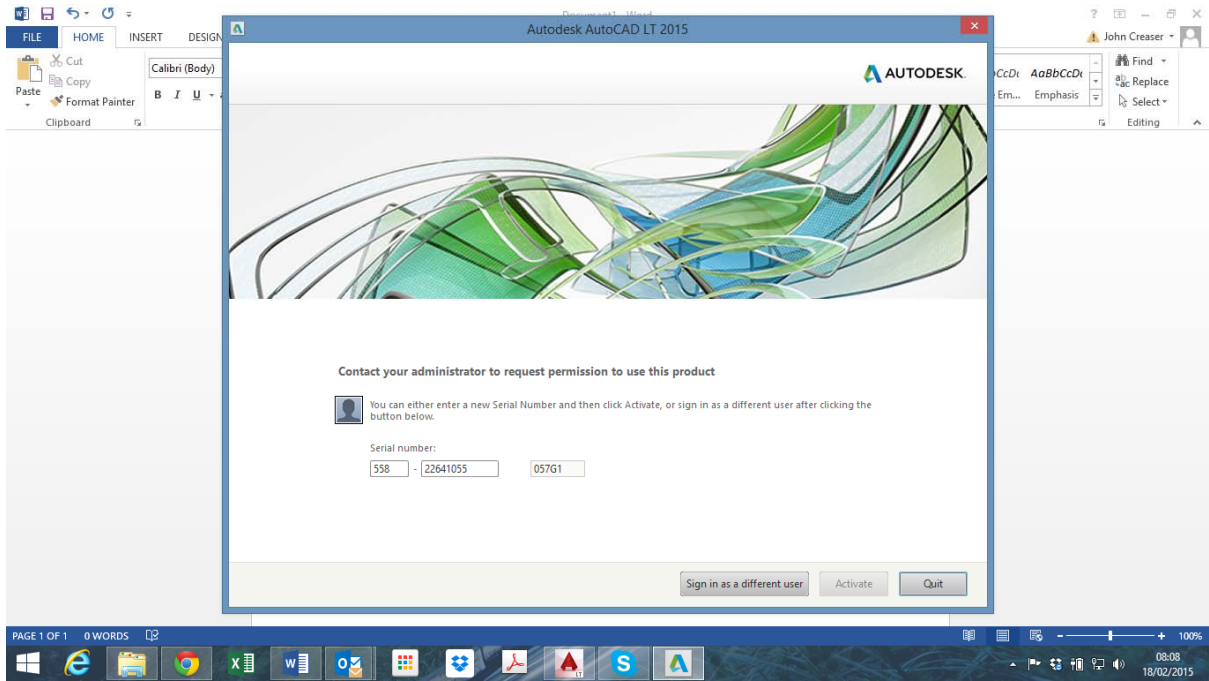 Document1 - Word
Autodesk AutoCAD LT 2015
FILE HOME INSERT DESIGN
John Creaser
Cut
Copy
Paste
Format Painter
Clipboard
Calibri (Body)
B I U
AUTODESK.
AaBbCcDc
Em... Emphasis
Find
Replace
Select
Editing
Contact your administrator to request permission to use this product
You can either enter a new Serial Number and then click Activate, or sign in as a different user after clicking the
button below.
Serial number:
558 - 22641055 057G1
Sign in as a different user Activate Quit
PAGE 1 OF 1 0 WORDS
100%
08:08
18/02/2015